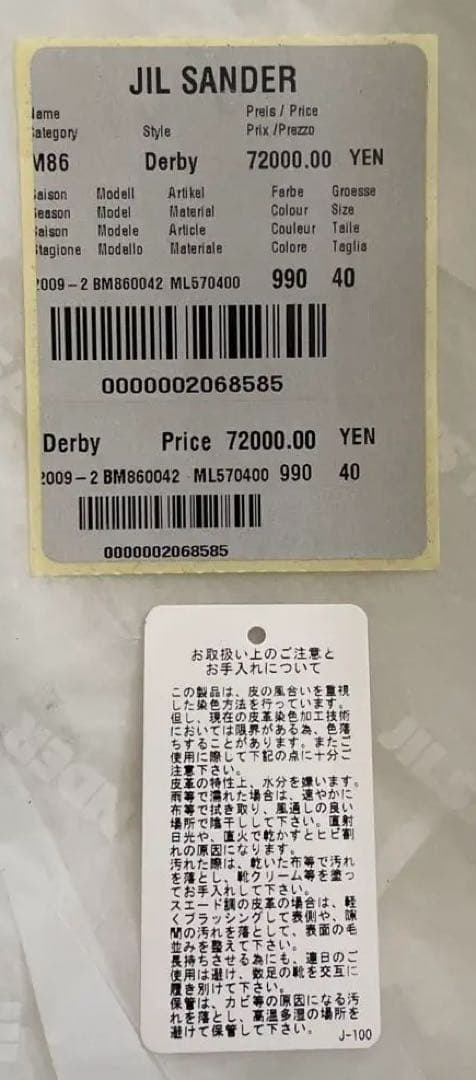 JIL SANDER
Name Preis / Price
Category Style Prix /Prezzo
M86 Derby 72000.00 YEN
Saison Modell Artikel Farbe Groesse
Season Model Material Colour Size
Saison Modele Article Couleur Taile
Stagione Modello Materiale Colore Taglia
2009-2 BM860042 ML570400 990 40
0000002068585
Derby Price 72000.00 YEN
2009-2 BM860042 ML570400 990 40
0000002068585
お取扱い上のご注意と
お手入れについて
この製品は、皮の風合いを重視
した染色方法を行っています。
但し、現在の皮革染色加工技術
においては限界がある為、色落
ちすることがあります。またご
使用に際して下記の点に十分ご
注意下さい。
皮革の特性上、水分を嫌います。
雨等で濡れた場合は、速やかに
布等で拭き取り、風通しの良い
場所で陰干しして下さい。直射
日光や、直火で乾かすとヒビ割
れの原因になります。
汚れた際は、乾いた布等で汚れ
を落とし、靴クリーム等を塗っ
てお手入れして下さい。
スエード調の皮革の場合は、軽
くブラッシングして表側や、隙
間の汚れを落として、表面の毛
並みを整えて下さい。
長持ちさせる為にも、連日のご
使用は避け、数足の靴を交互に
履き別けて下さい。
保管は、カビ等の原因になる汚
れを落とし、高温多湿の場所を
避けて保管して下さい。
J-100